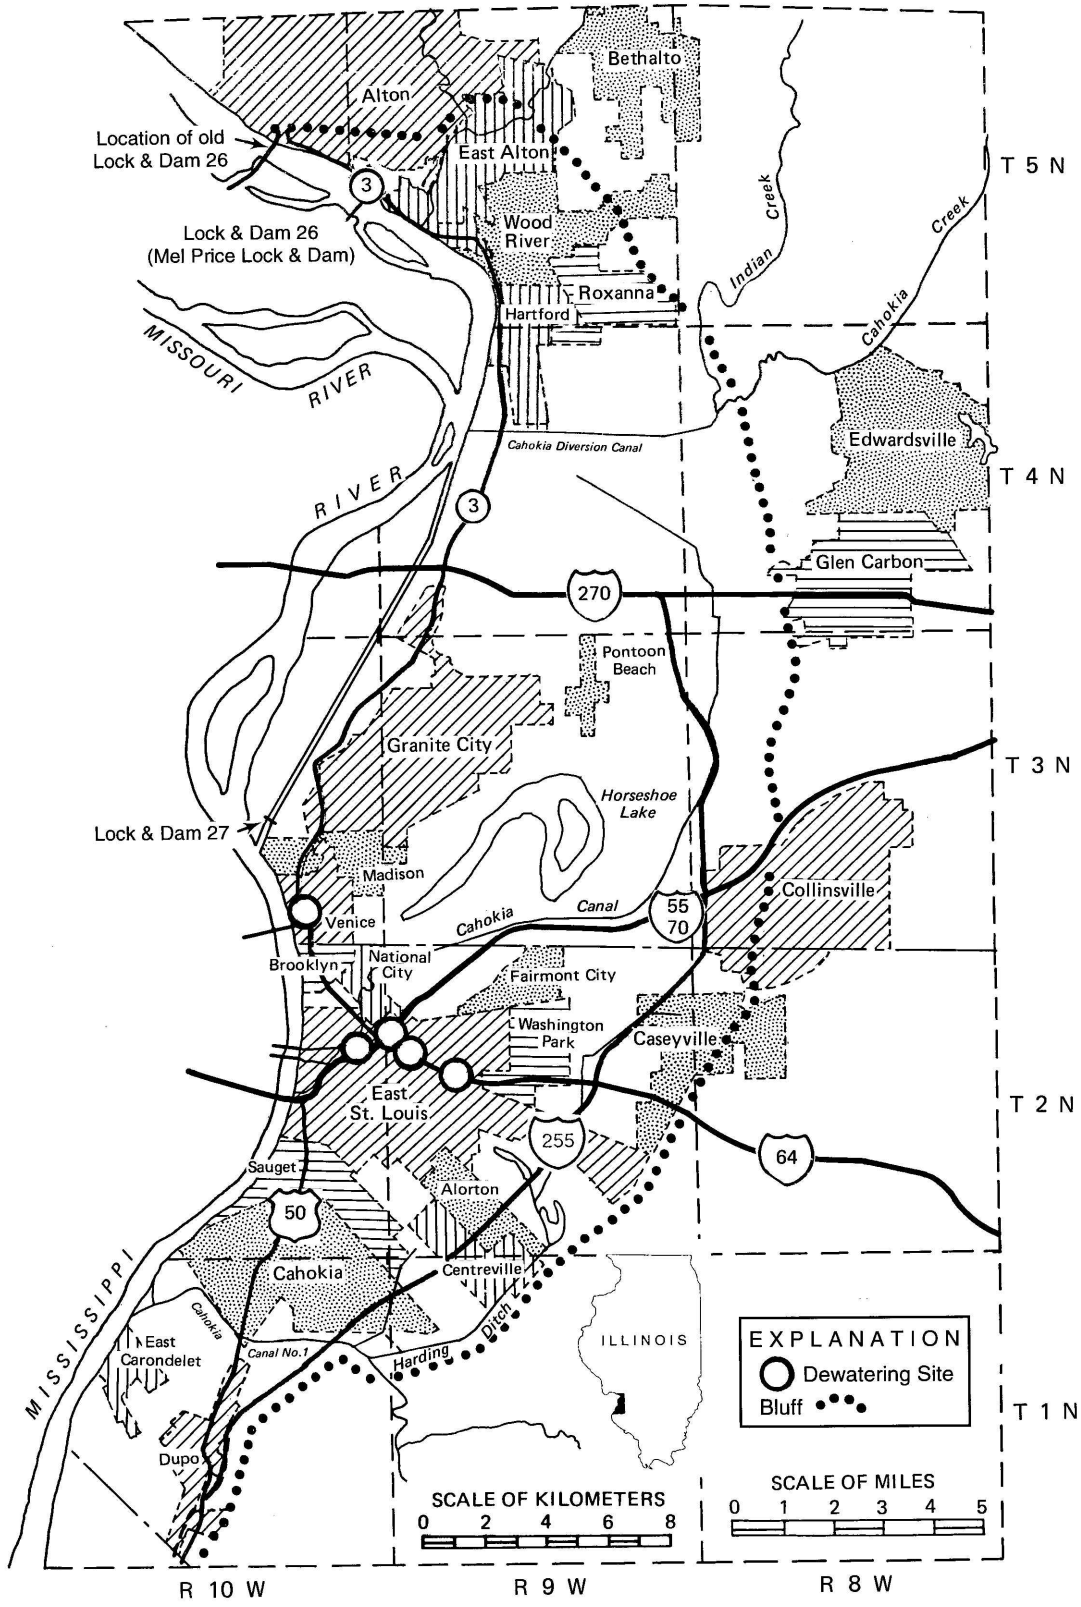 Bethalto
Alton
Location of old
Lock & Dam 26
East Alton
T 5 N
3
Wood
River
Creek
Creek
Lock & Dam 26
(Mel Price Lock & Dam)
Indian
Roxanna
Hartford
Cahokia
MISSOURI
RIVER
Edwardsville
Cahokia Diversion Canal
T 4 N
RIVER
3
Glen Carbon
270
Pontoon
Beach
Granite City
T 3 N
Horseshoe
Lake
Lock & Dam 27
Madison
Collinsville
55
70
Cahokia
Canal
Venice
Brooklyn
National
City
Fairmont City
Washington
Park
Caseyville
East
St. Louis
T 2 N
255
64
Sauget
Alorton
50
Cahokia
Centreville
MISSISSIPPI
Cahokia
Canal No.1
Harding
Ditch
East
Carondelet
ILLINOIS
EXPLANATION
Dewatering Site
Bluff
T 1 N
Dupo
SCALE OF KILOMETERS
0 2 4 6 8
SCALE OF MILES
0 1 2 3 4 5
R 10 W
R 9 W
R 8 W